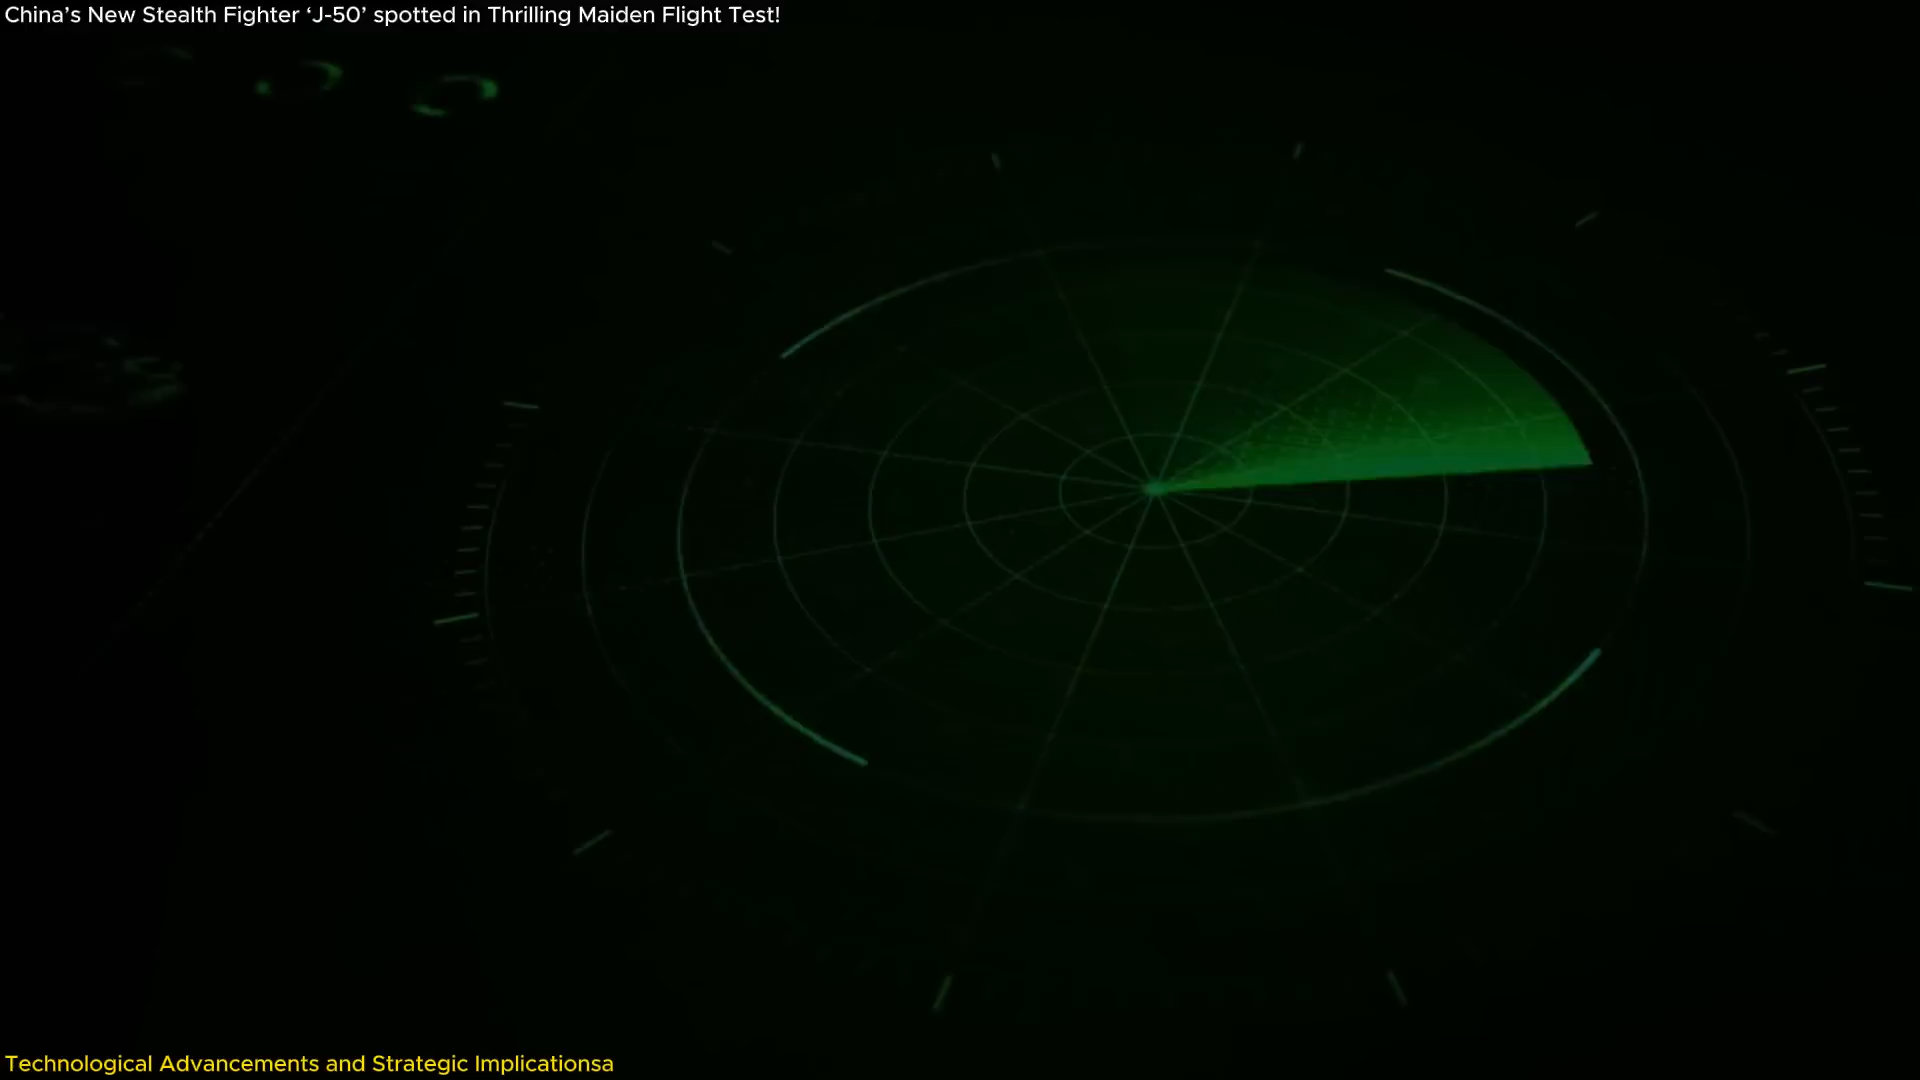 China’s New Stealth Fighter ‘J-50’ spotted in Thrilling Maiden Flight Test!
Technological Advancements and Strategic Implicationsa